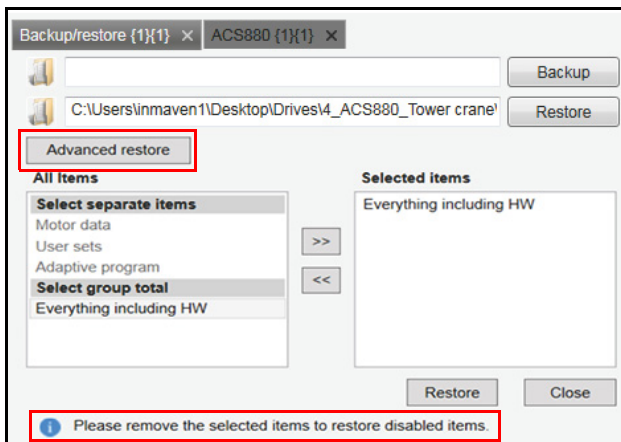 Backup/restore {1}{1} × ACS880 {1}{1} ×
Backup
C:\Users\inmaven1\Desktop\Drives\4_ACS880_Tower crane\ Restore
Advanced restore
All Items Selected items
Select separate items Everything including HW
Motor data
User sets
Adaptive program
Select group total
Everything including HW
>>
<<
Restore Close
Please remove the selected items to restore disabled items.